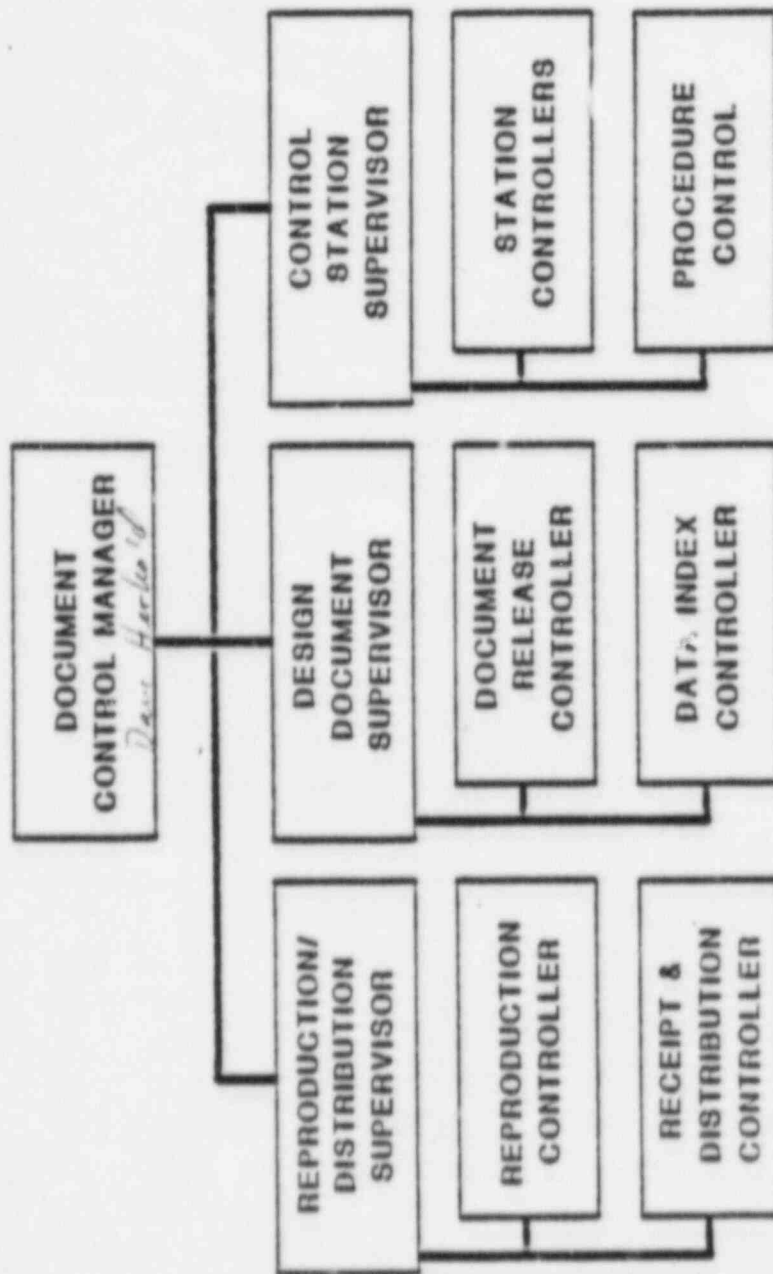 DOCUMENT
CONTROL MANAGER
REPRODUCTION/
DISTRIBUTION
SUPERVISOR
REPRODUCTION
CONTROLLER
RECEIPT &
DISTRIBUTION
CONTROLLER
DESIGN
DOCUMENT
SUPERVISOR
DOCUMENT
RELEASE
CONTROLLER
DATA INDEX
CONTROLLER
CONTROL
STATION
SUPERVISOR
STATION
CONTROLLERS
PROCEDURE
CONTROL